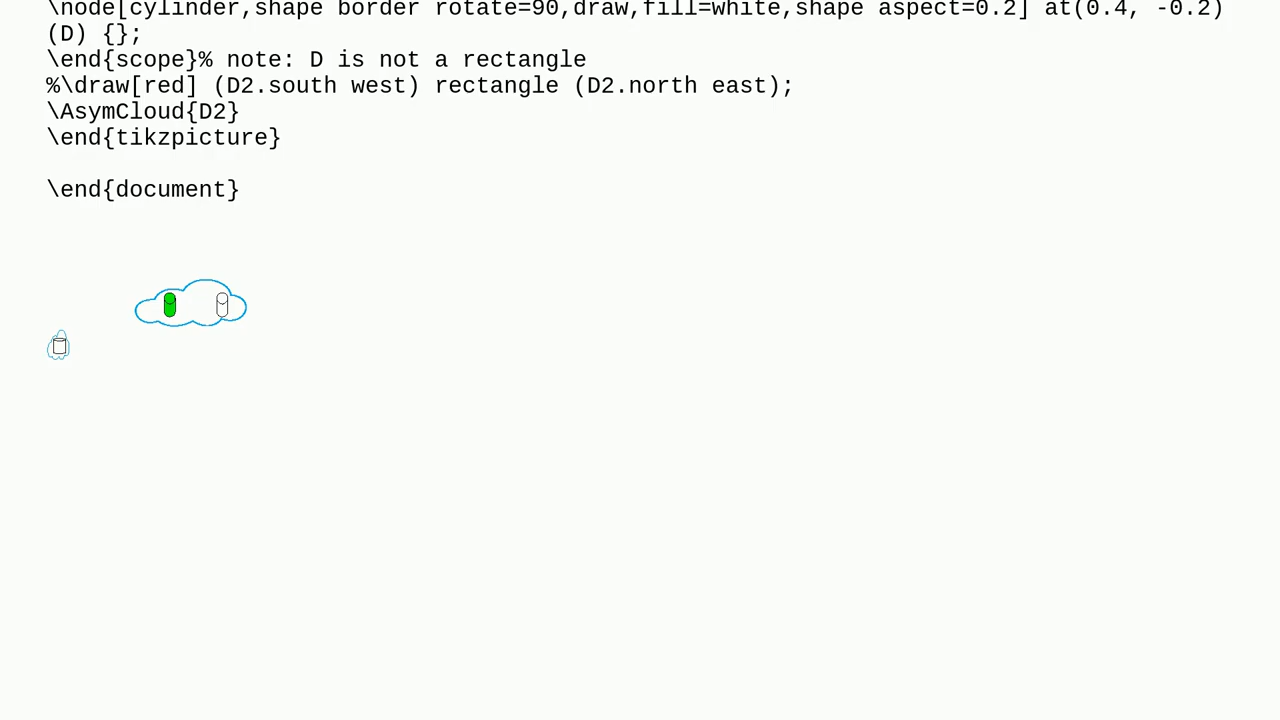 \node[cylinder,shape border rotate=90,draw,fill=white,shape aspect=0.2] at(0.4, -0.2)
(D) {};
\end{scope}% note: D is not a rectangle
%\draw[red] (D2.south west) rectangle (D2.north east);
\AsymCloud{D2}
\end{tikzpicture}
\end{document}